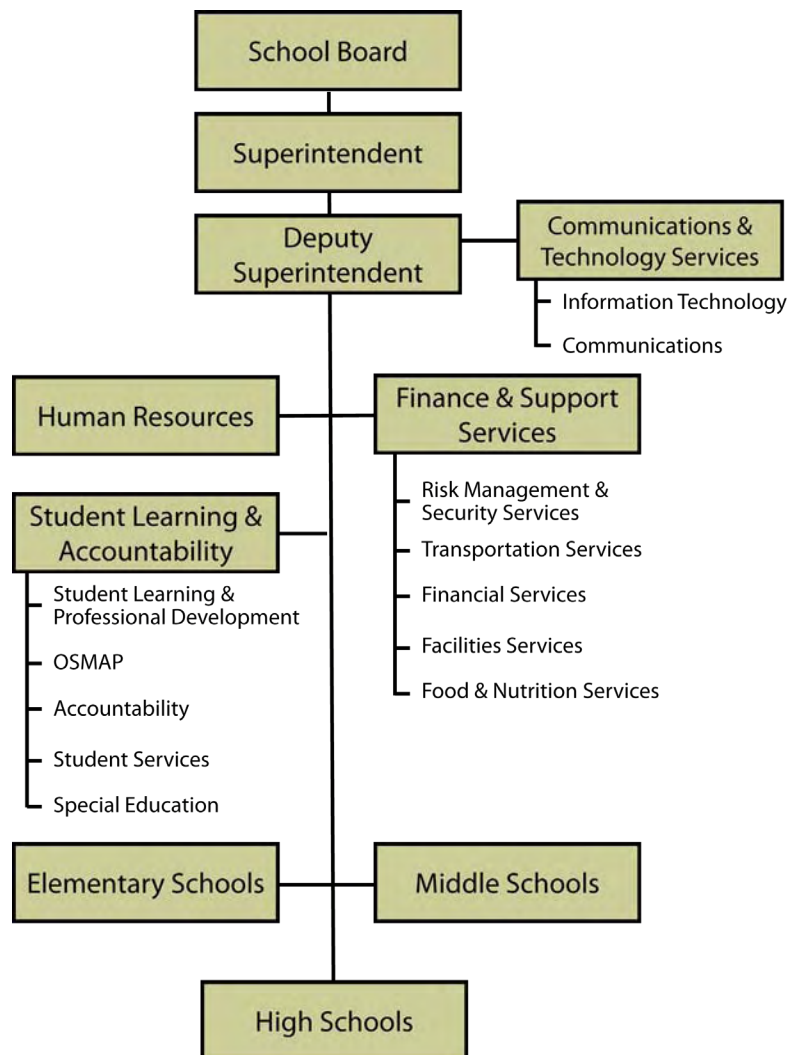 School Board
Superintendent
Deputy
Superintendent
Communications &
Technology Services
Information Technology
Communications
Human Resources
Finance & Support
Services
Risk Management &
Security Services
Transportation Services
Financial Services
Facilities Services
Food & Nutrition Services
Student Learning &
Accountability
Student Learning &
Professional Development
OSMAP
Accountability
Student Services
Special Education
Elementary Schools
Middle Schools
High Schools